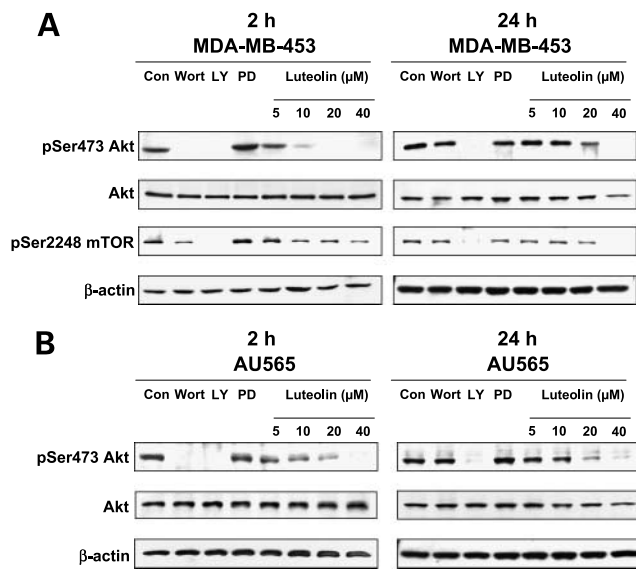 A
2 h
MDA-MB-453
24 h
MDA-MB-453
Con Wort LY PD Luteolin (µM)
5 10 20 40
Con Wort LY PD Luteolin (µM)
5 10 20 40
pSer473 Akt
Akt
pSer2248 mTOR
β-actin
B
2 h
AU565
24 h
AU565
Con Wort LY PD Luteolin (µM)
5 10 20 40
Con Wort LY PD Luteolin (µM)
5 10 20 40
pSer473 Akt
Akt
β-actin